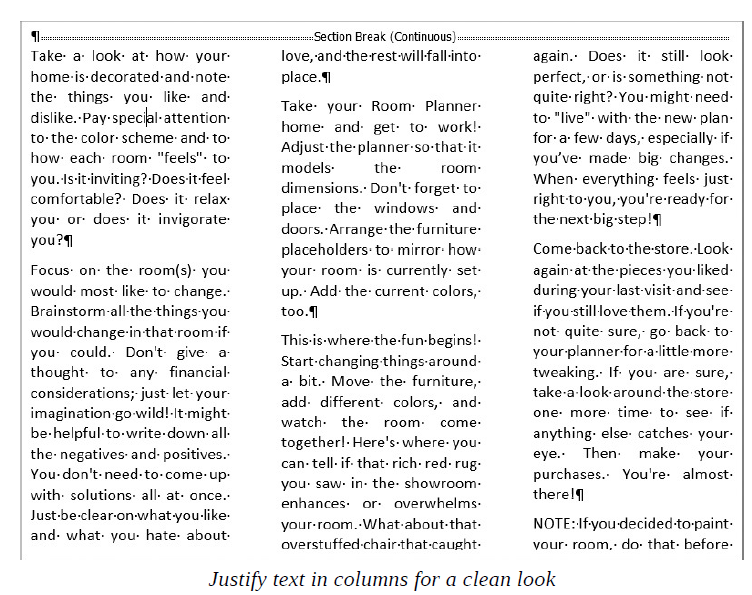 ¶ Section Break (Continuous)
Take a look at how your
home is decorated and note
the things you like and
dislike. Pay special attention
to the color scheme and to
how each room "feels" to
you. Is it inviting? Does it feel
comfortable? Does it relax
you or does it invigorate
you?¶
Focus on the room(s) you
would most like to change.
Brainstorm all the things you
would change in that room if
you could. Don't give a
thought to any financial
considerations; just let your
imagination go wild! It might
be helpful to write down all
the negatives and positives.
You don't need to come up
with solutions all at once.
Just be clear on what you like
and what you hate about
love, and the rest will fall into
place.¶
Take your Room Planner
home and get to work!
Adjust the planner so that it
models the room
dimensions. Don't forget to
place the windows and
doors. Arrange the furniture
placeholders to mirror how
your room is currently set
up. Add the current colors,
too.¶
This is where the fun begins!
Start changing things around
a bit. Move the furniture,
add different colors, and
watch the room come
together! Here's where you
can tell if that rich red rug
you saw in the showroom
enhances or overwhelms
your room. What about that
overstuffed chair that caught
again. Does it still look
perfect, or is something not
quite right? You might need
to "live" with the new plan
for a few days, especially if
you've made big changes.
When everything feels just
right to you, you're ready for
the next big step!¶
Come back to the store. Look
again at the pieces you liked
during your last visit and see
if you still love them. If you're
not quite sure, go back to
your planner for a little more
tweaking. If you are sure,
take a look around the store
one more time to see if
anything else catches your
eye. Then make your
purchases. You're almost
there!¶
NOTE: If you decided to paint
your room, do that before
Justify text in columns for a clean look